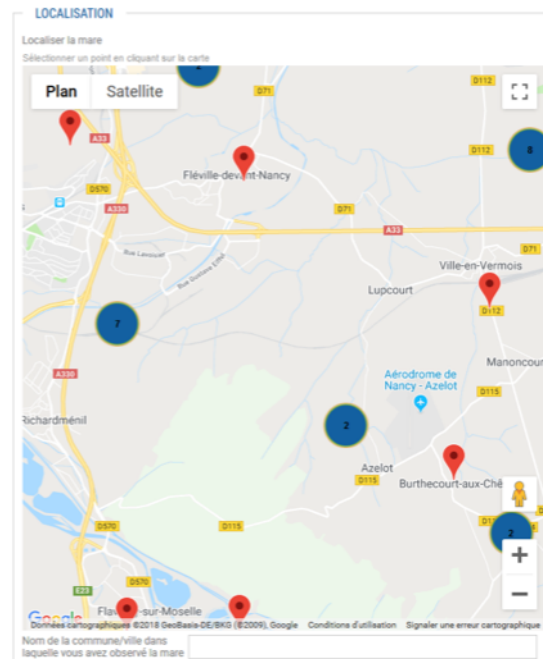 LOCALISATION
Localiser la mare
Sélectionner un point en cliquant sur la carte
Plan Satellite
D112
D71
A33
8
D112
Fléville-devant-Nancy
D570
A330
D71
A33
D71
Rue Lavoisier
Rue Gustave Eiffel
Ville-en-Vermois
Lupcourt
D112
7
Manoncour
A330
Aérodrome de
Nancy - Azelot
D115
Richardménil
2
Azelot
Burthecourt-aux-Chê
D570
D115
D115
2
E23
D570
Google
sur-Moselle
Données cartographiques ©2018 GeoBasis-DE/BKG (©2009), Google Conditions d'utilisation Signaler une erreur cartographique
Nom de la commune/ville dans
laquelle vous avez observé la mare